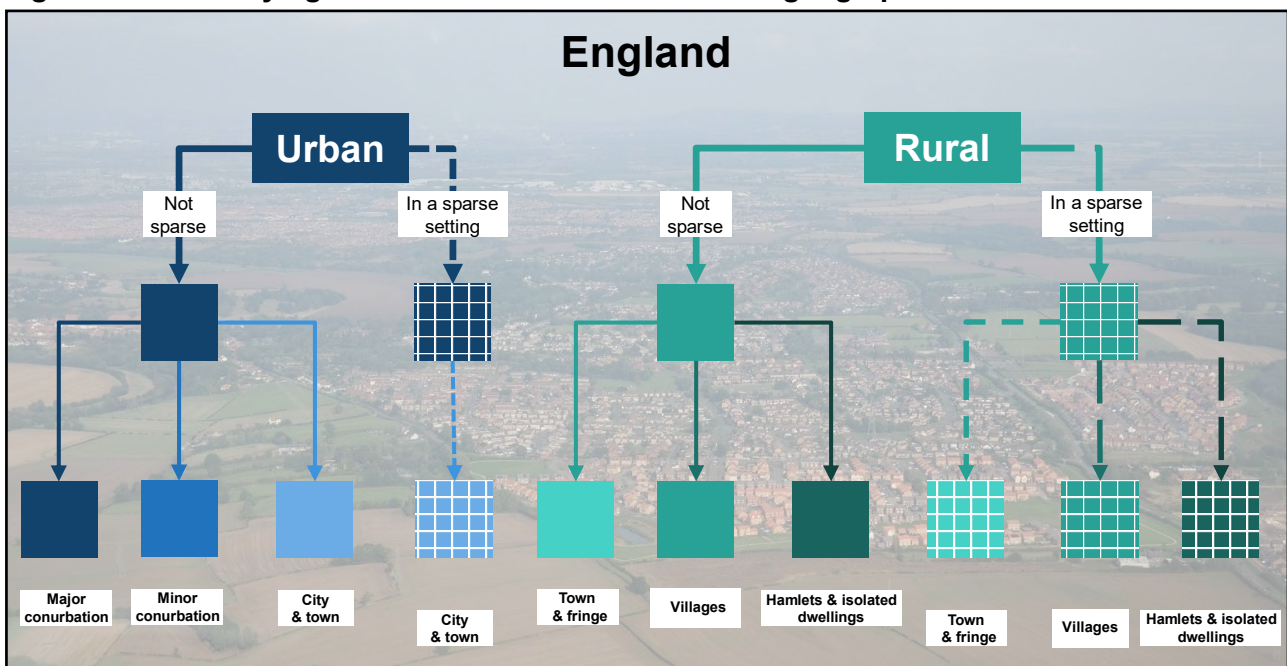 England
Urban
Rural
Not
sparse
In a sparse
setting
Not
sparse
In a sparse
setting
Major
conurbation
Minor
conurbation
City
& town
City
& town
Town
& fringe
Villages
Hamlets & isolated
dwellings
Town
& fringe
Villages
Hamlets & isolated
dwellings